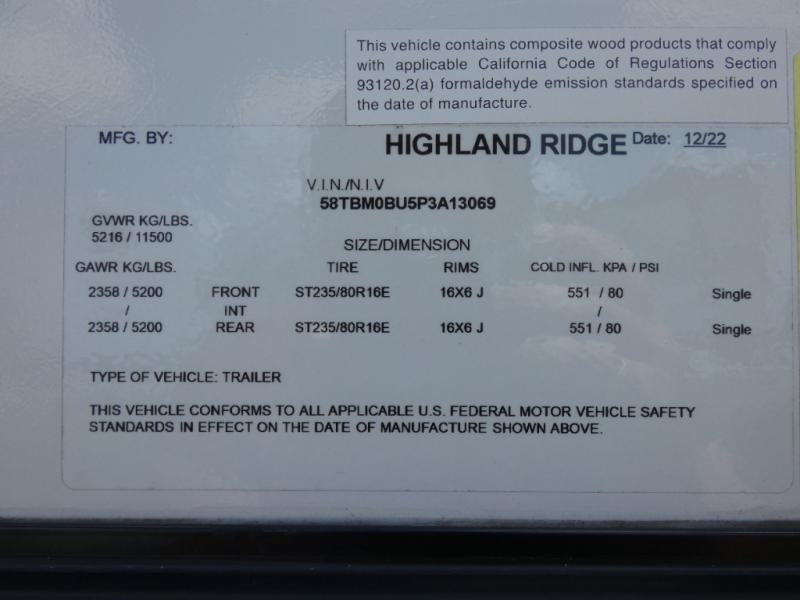 This vehicle contains composite wood products that comply
with applicable California Code of Regulations Section
93120.2(a) formaldehyde emission standards specified on
the date of manufacture.
MFG. BY: HIGHLAND RIDGE Date: 12/22
V.I.N./N.I.V
58TBM0BU5P3A13069
GVWR KG/LBS.
5216 / 11500
SIZE/DIMENSION
GAWR KG/LBS. TIRE RIMS COLD INFL. KPA / PSI
2358 / 5200 FRONT ST235/80R16E 16X6 J 551 / 80 Single
/ INT /
2358 / 5200 REAR ST235/80R16E 16X6 J 551 / 80 Single
TYPE OF VEHICLE: TRAILER
THIS VEHICLE CONFORMS TO ALL APPLICABLE U.S. FEDERAL MOTOR VEHICLE SAFETY
STANDARDS IN EFFECT ON THE DATE OF MANUFACTURE SHOWN ABOVE.